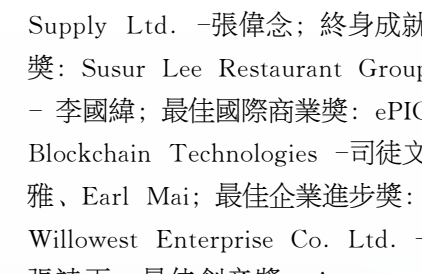 Supply Ltd. -張偉念; 終身成就
獎: Susur Lee Restaurant Group
- 李國緯; 最佳國際商業獎: ePIC
Blockchain Technologies -司徒文
雅、Earl Mai; 最佳企業進步獎:
Willowest Enterprise Co. Ltd. -